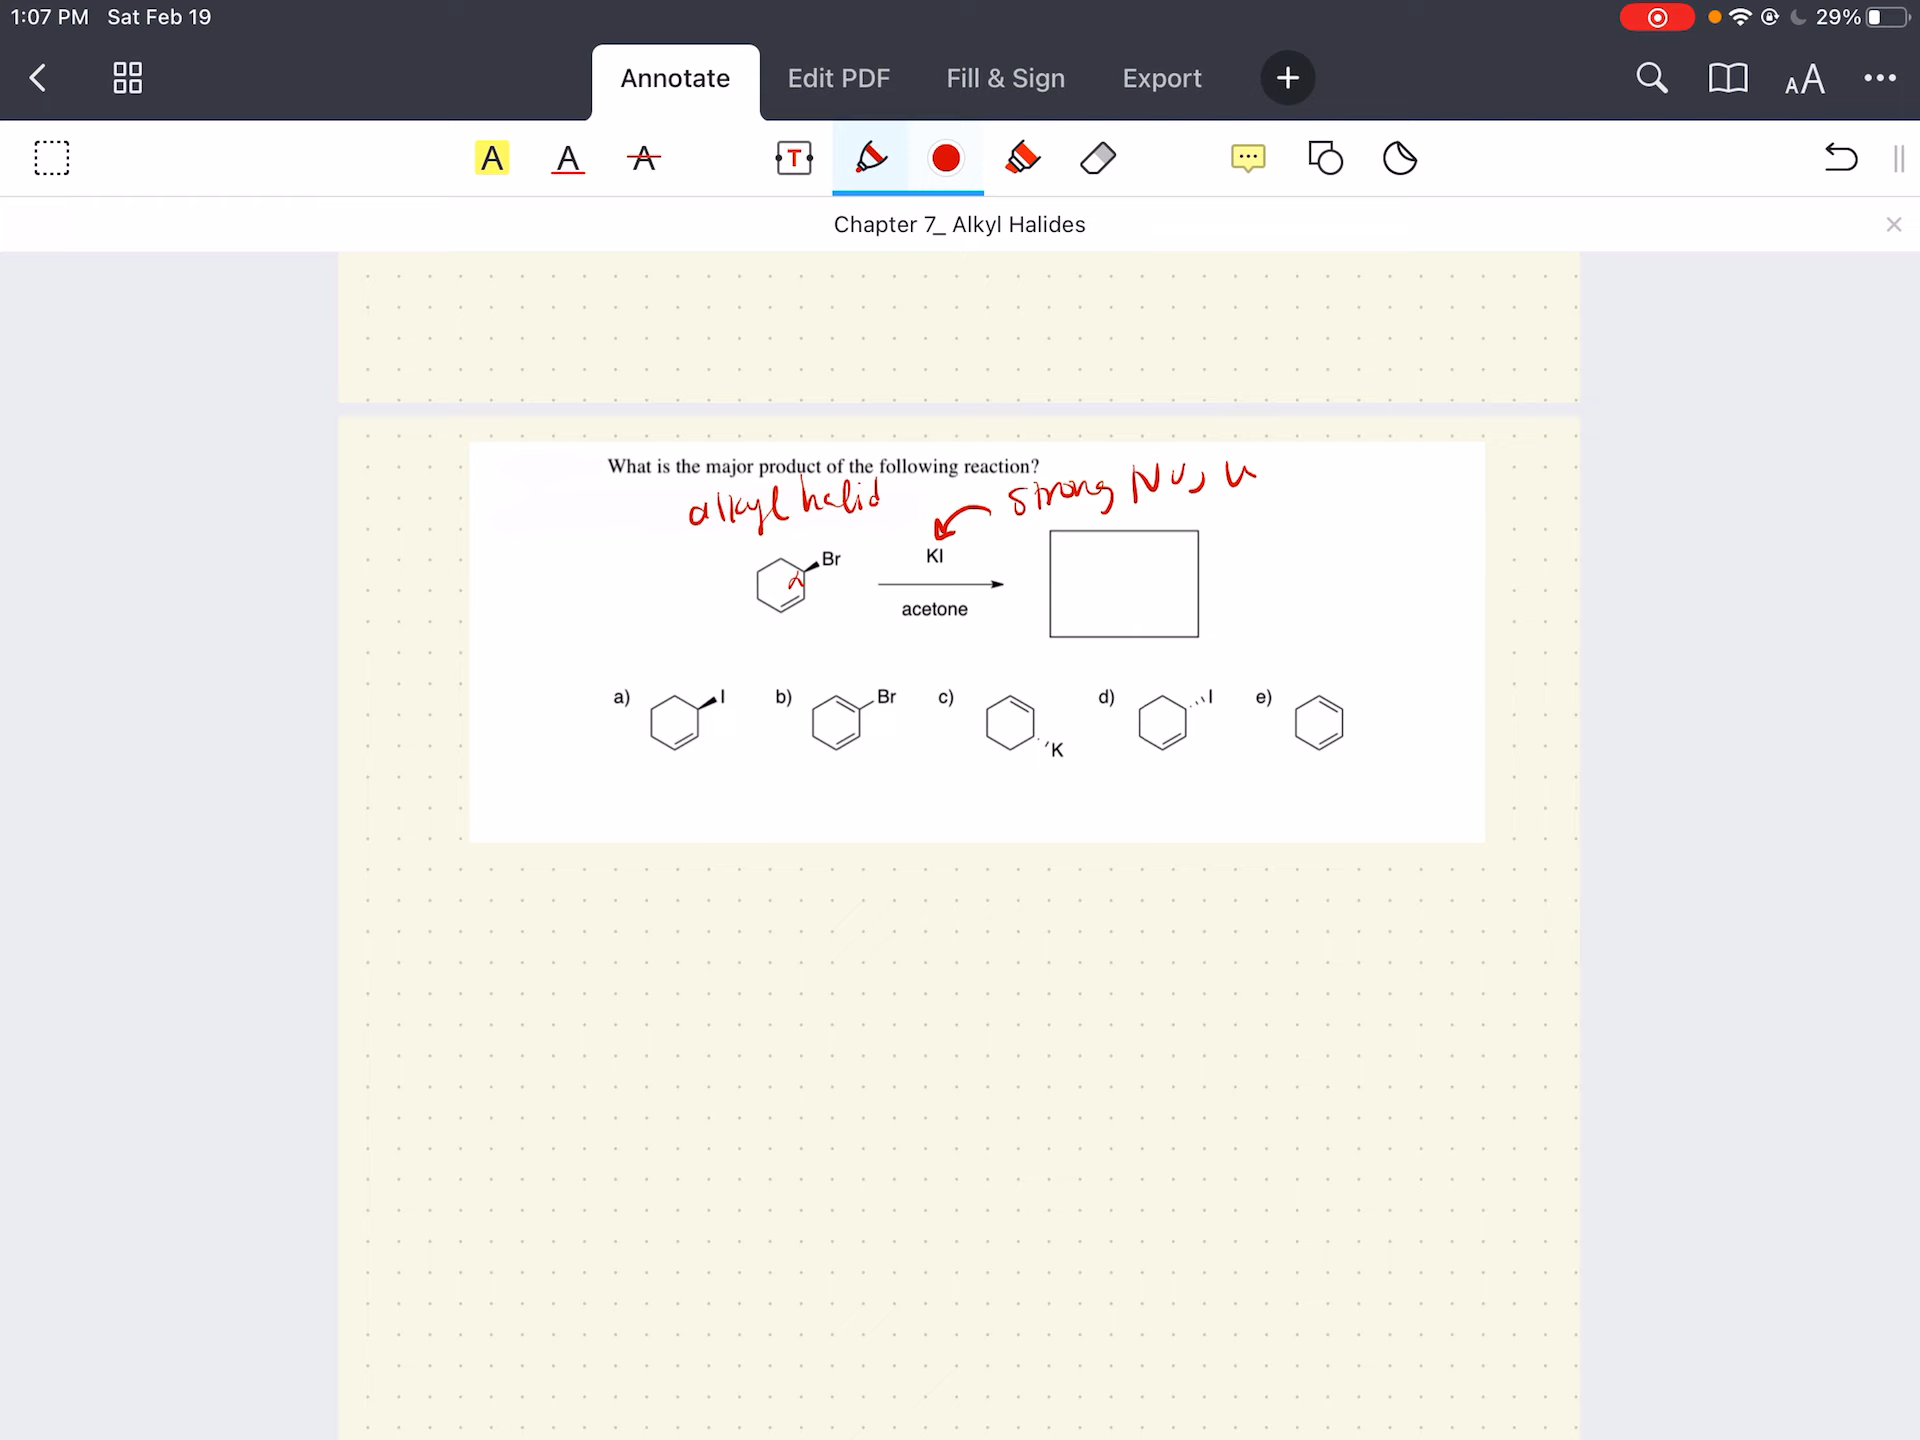 1:07 PM Sat Feb 19
29%
Annotate Edit PDF Fill & Sign Export
AA
A A A T
Chapter 7_ Alkyl Halides
What is the major product of the following reaction?
alkyl halid
strong Nu,
Br
α
KI
acetone
a) I b) Br c) K d) I e)